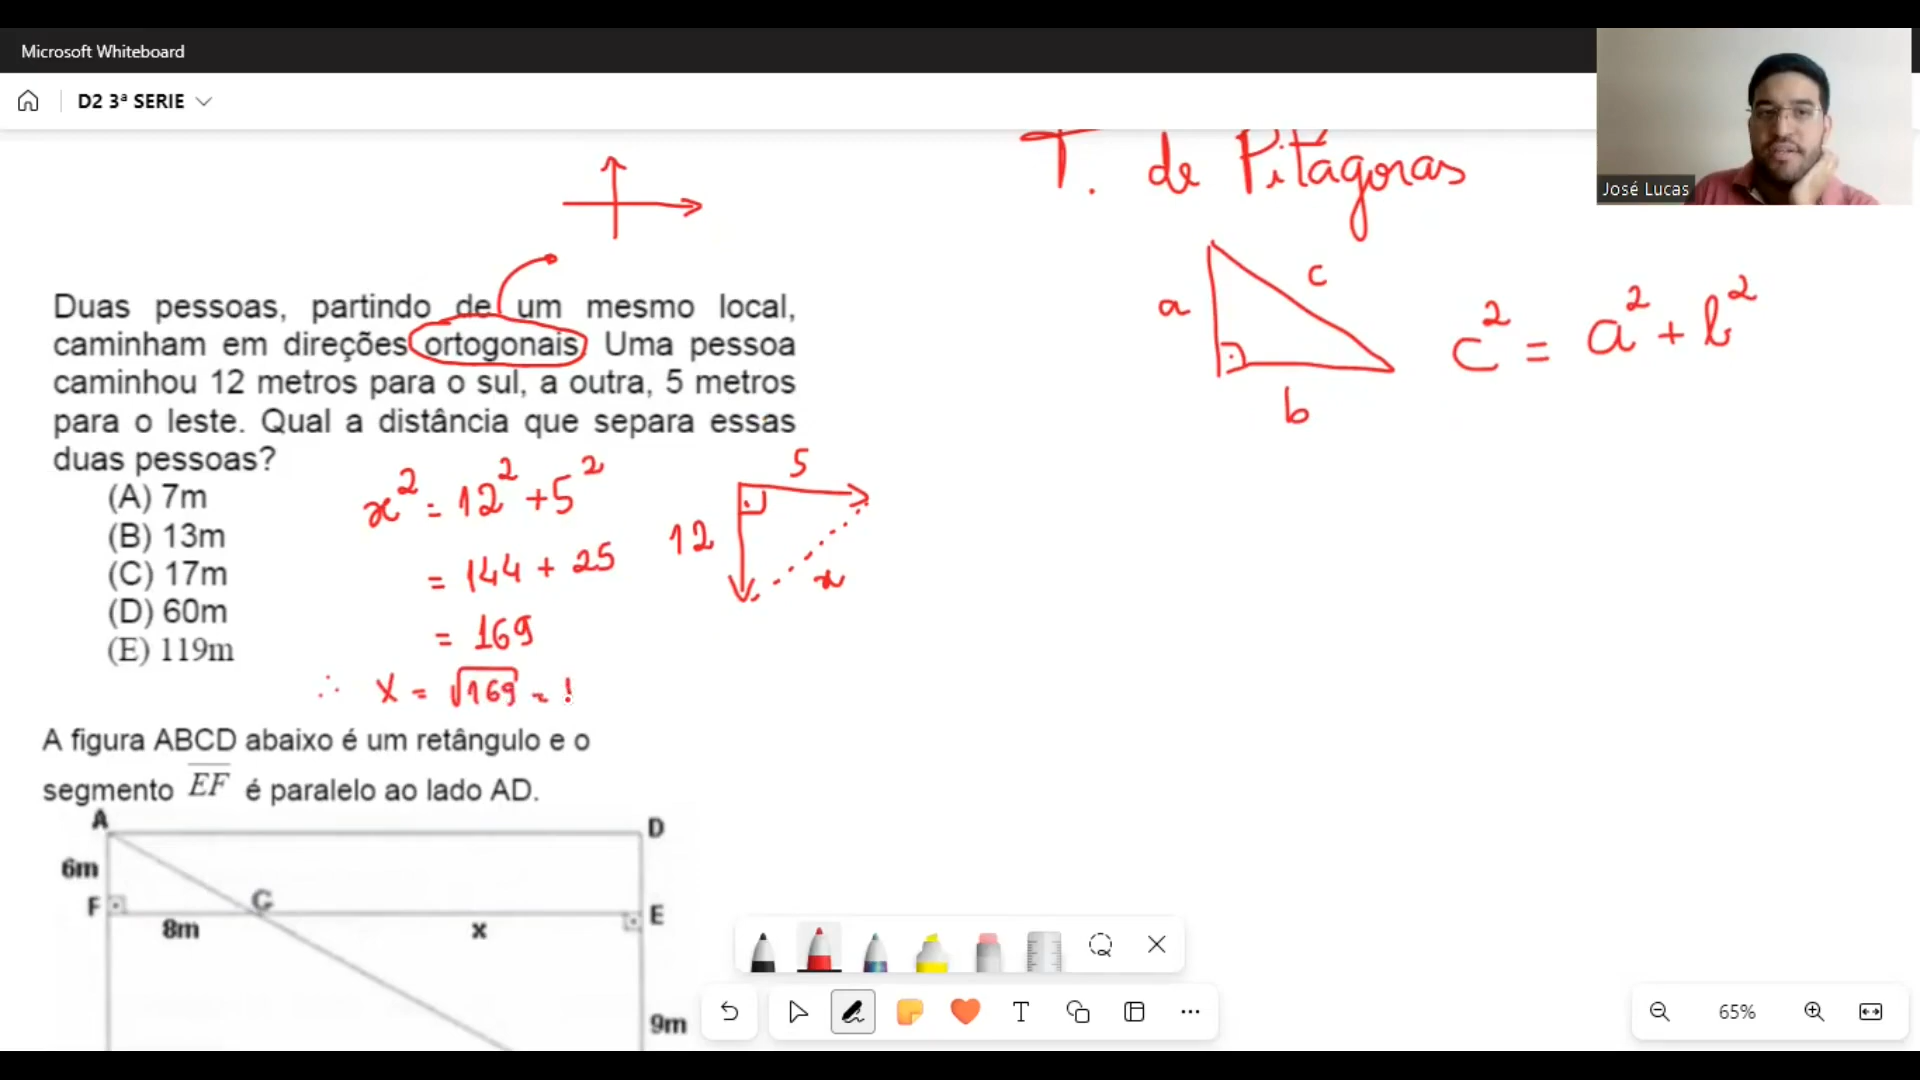 Microsoft Whiteboard
D2 3ª SERIE
José Lucas
T. de Pitágoras
Duas pessoas, partindo de um mesmo local,
caminham em direções ortogonais. Uma pessoa
caminhou 12 metros para o sul, a outra, 5 metros
para o leste. Qual a distância que separa essas
duas pessoas?
(A) 7m
(B) 13m
(C) 17m
(D) 60m
(E) 119m
x² = 12² + 5²
= 144 + 25
= 169
∴ x = √169 =
5
12
x
a
c
b
c² = a² + b²
A figura ABCD abaixo é um retângulo e o
segmento EF é paralelo ao lado AD.
A
D
6m
F
G
E
8m
x
9m
T
65%